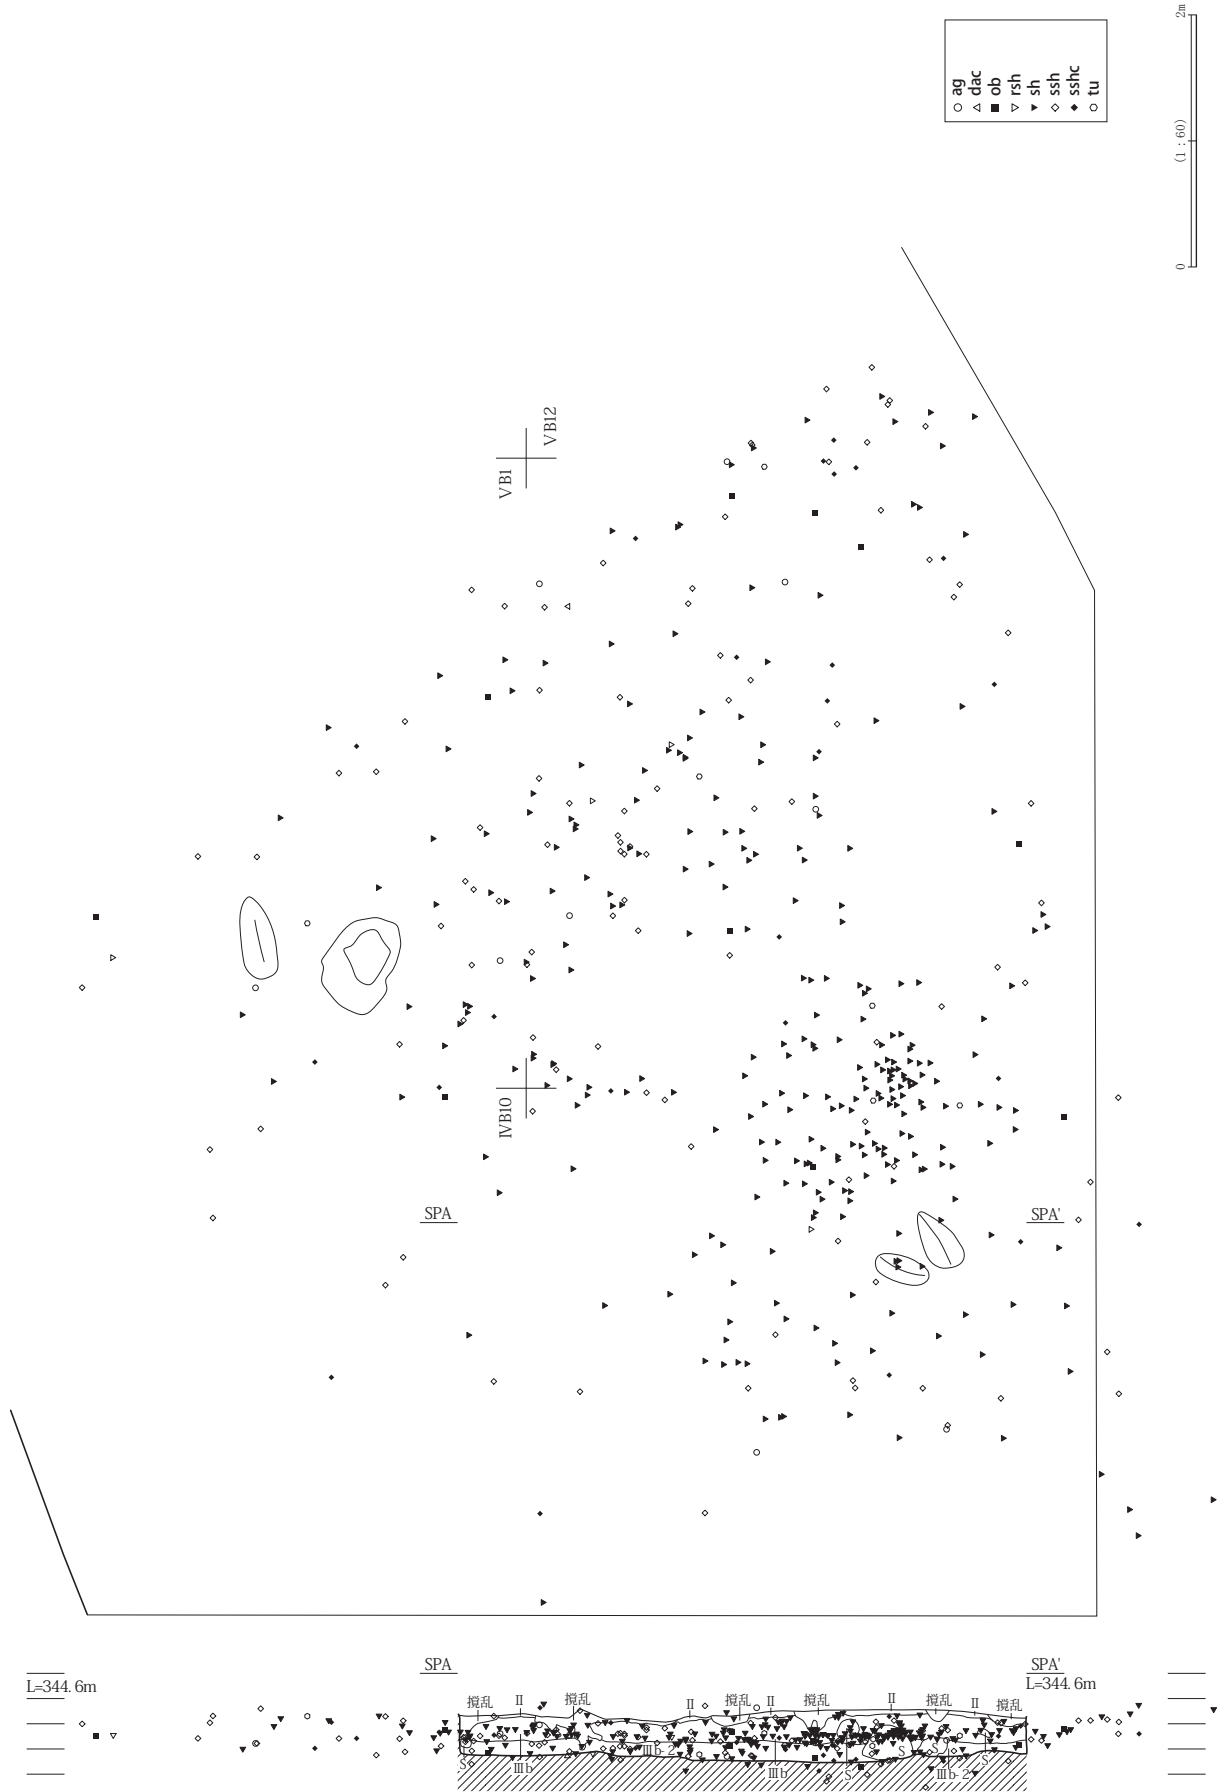 2m
(1:60)
0
ag
dac
ob
rsh
sh
ssh
sshc
tu
VB12
VB1
IVB10
SPA
SPA'
SPA
SPA'
L=344.6m
L=344.6m
撹乱
II
撹乱
II
撹乱
II
撹乱
II
撹乱
II
撹乱
IIIb-2
S
S
S
S
S
IIIb
IIIb
IIIb-2